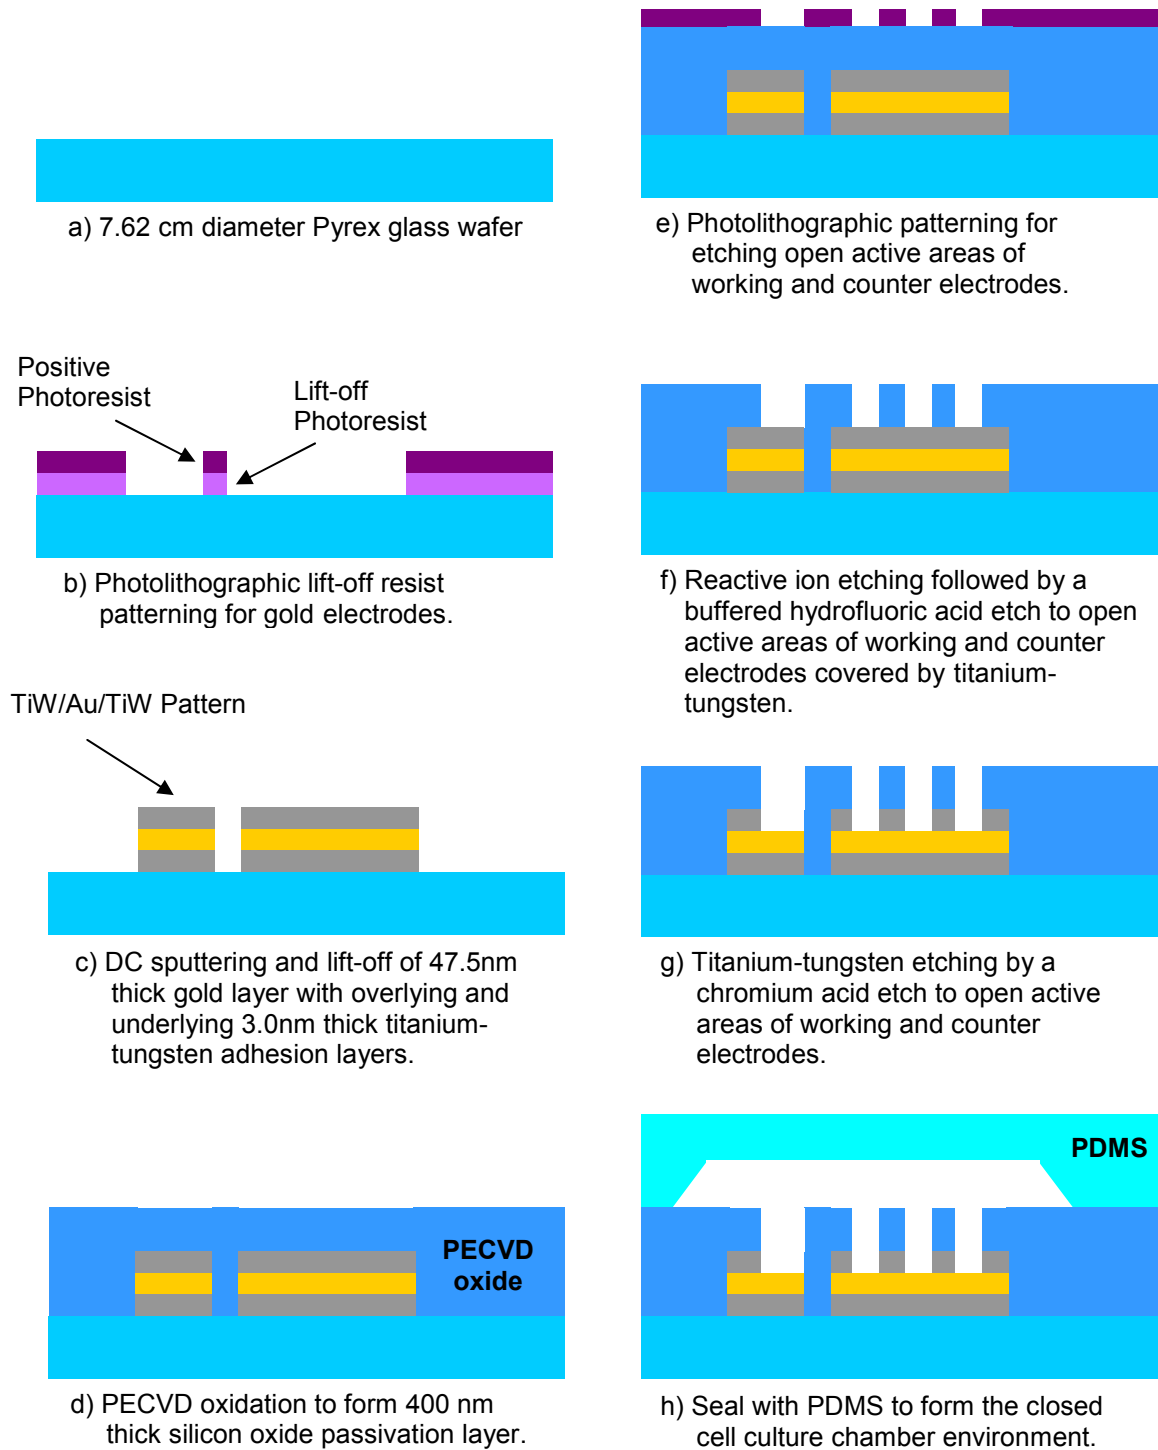 a) 7.62 cm diameter Pyrex glass wafer
Positive
Photoresist
Lift-off
Photoresist
b) Photolithographic lift-off resist
patterning for gold electrodes.
TiW/Au/TiW Pattern
c) DC sputtering and lift-off of 47.5nm
thick gold layer with overlying and
underlying 3.0nm thick titanium-
tungsten adhesion layers.
PECVD
oxide
d) PECVD oxidation to form 400 nm
thick silicon oxide passivation layer.
e) Photolithographic patterning for
etching open active areas of
working and counter electrodes.
f) Reactive ion etching followed by a
buffered hydrofluoric acid etch to open
active areas of working and counter
electrodes covered by titanium-
tungsten.
g) Titanium-tungsten etching by a
chromium acid etch to open active
areas of working and counter
electrodes.
PDMS
h) Seal with PDMS to form the closed
cell culture chamber environment.